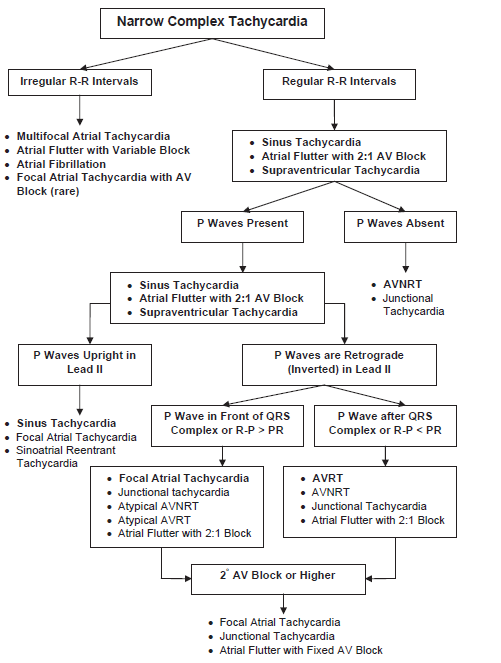 Narrow Complex Tachycardia
Irregular R-R Intervals
Regular R-R Intervals
• Multifocal Atrial Tachycardia
• Atrial Flutter with Variable Block
• Atrial Fibrillation
• Focal Atrial Tachycardia with AV
Block (rare)
• Sinus Tachycardia
• Atrial Flutter with 2:1 AV Block
• Supraventricular Tachycardia
P Waves Present
P Waves Absent
• Sinus Tachycardia
• Atrial Flutter with 2:1 AV Block
• Supraventricular Tachycardia
• AVNRT
• Junctional
Tachycardia
P Waves Upright in
Lead II
P Waves are Retrograde
(Inverted) in Lead II
• Sinus Tachycardia
• Focal Atrial Tachycardia
• Sinoatrial Reentrant
Tachycardia
P Wave in Front of QRS
Complex or R-P > PR
P Wave after QRS
Complex or R-P < PR
• Focal Atrial Tachycardia
• Junctional tachycardia
• Atypical AVNRT
• Atypical AVRT
• Atrial Flutter with 2:1 Block
• AVRT
• AVNRT
• Junctional Tachycardia
• Atrial Flutter with 2:1 Block
2° AV Block or Higher
• Focal Atrial Tachycardia
• Junctional Tachycardia
• Atrial Flutter with Fixed AV Block